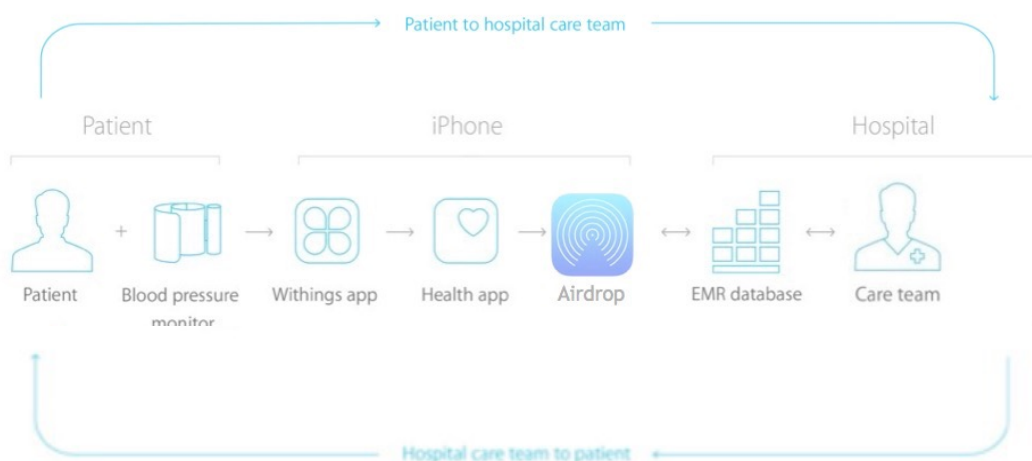 Patient to hospital care team
Patient
iPhone
Hospital
Patient
Blood pressure
monitor
Withings app
Health app
Airdrop
EMR database
Care team
Hospital care team to patient